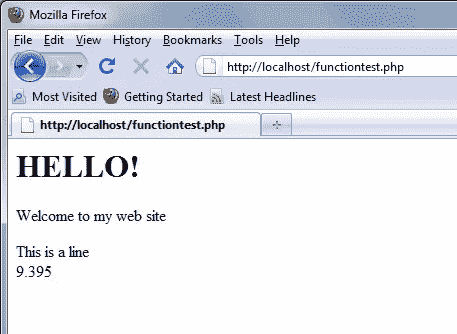 Mozilla Firefox
File Edit View History Bookmarks Tools Help
http://localhost/functiontest.php
Most Visited Getting Started Latest Headlines
http://localhost/functiontest.php
HELLO!
Welcome to my web site
This is a line
9.395